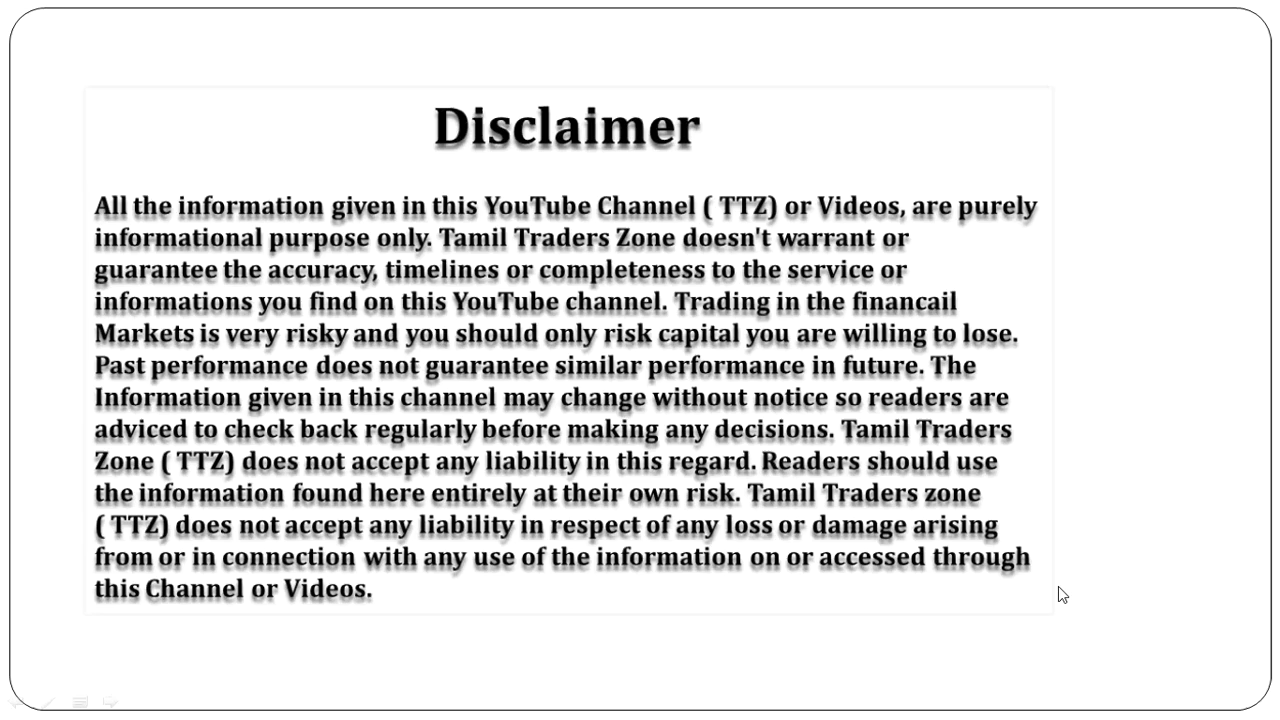 Disclaimer
All the information given in this YouTube Channel ( TTZ) or Videos, are purely
informational purpose only. Tamil Traders Zone doesn't warrant or
guarantee the accuracy, timelines or completeness to the service or
informations you find on this YouTube channel. Trading in the financail
Markets is very risky and you should only risk capital you are willing to lose.
Past performance does not guarantee similar performance in future. The
Information given in this channel may change without notice so readers are
adviced to check back regularly before making any decisions. Tamil Traders
Zone ( TTZ) does not accept any liability in this regard. Readers should use
the information found here entirely at their own risk. Tamil Traders zone
( TTZ) does not accept any liability in respect of any loss or damage arising
from or in connection with any use of the information on or accessed through
this Channel or Videos.